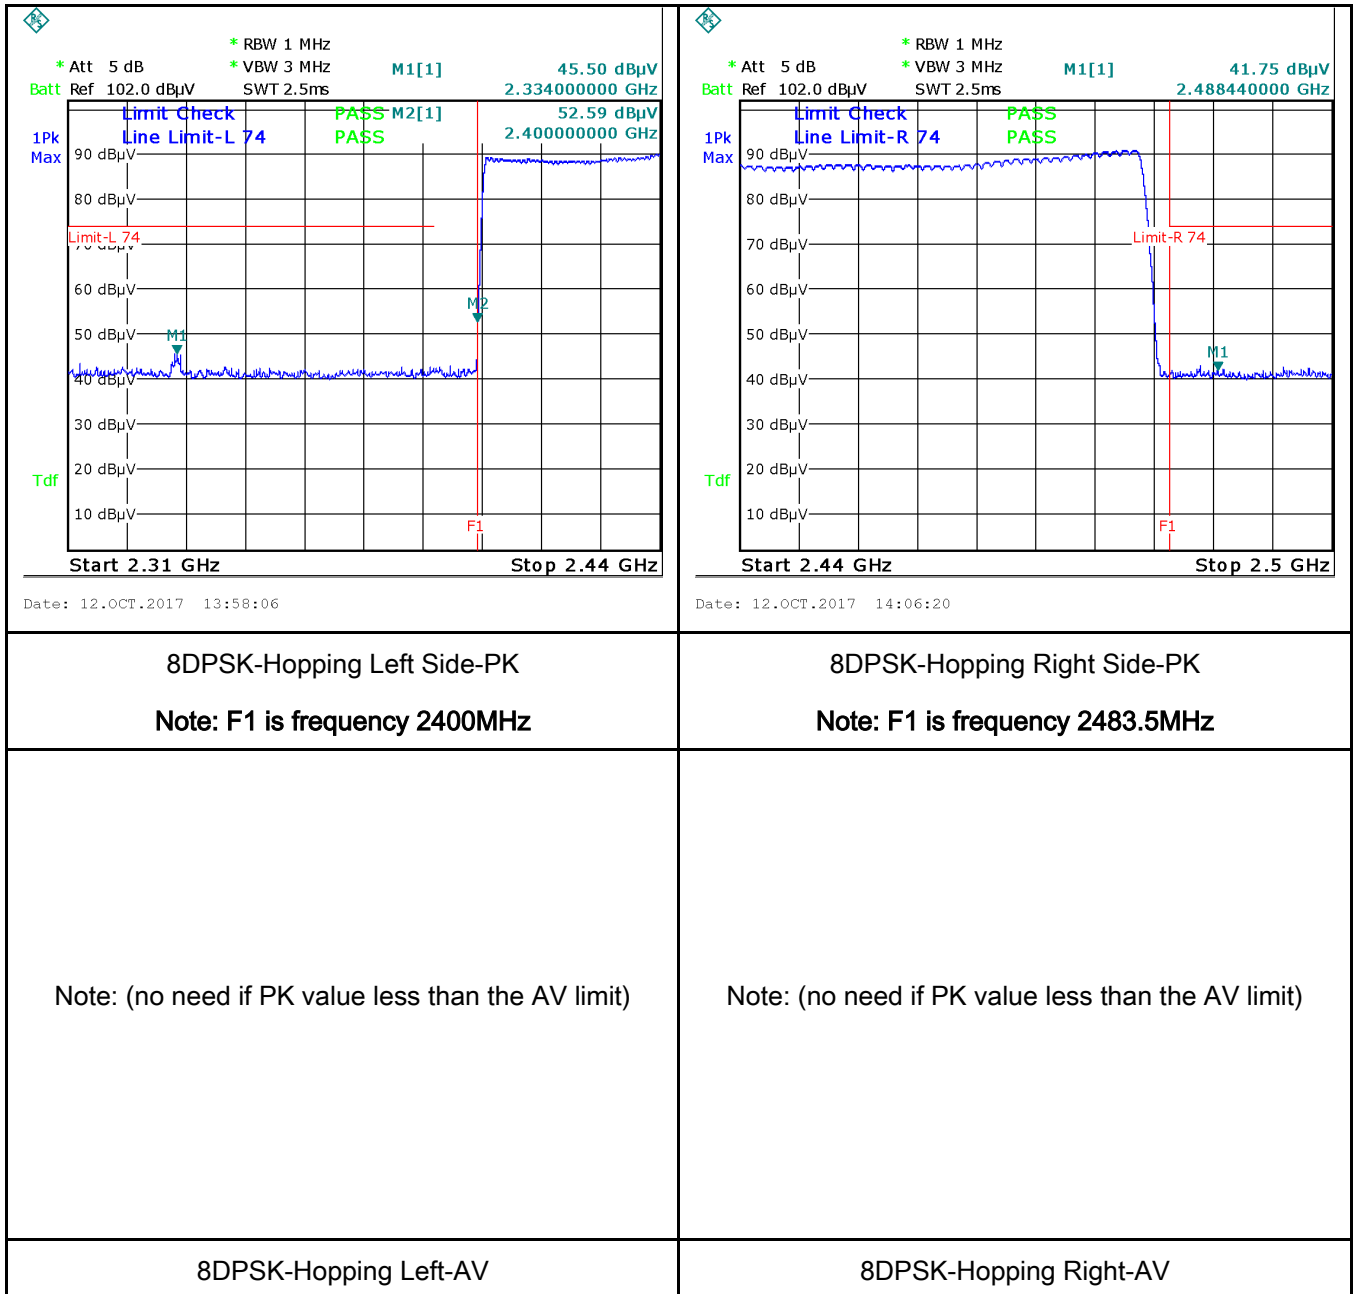 * RBW 1 MHz
* Att 5 dB * VBW 3 MHz M1[1] 45.50 dBµV
Batt Ref 102.0 dBµV SWT 2.5ms 2.334000000 GHz
Limit Check PASS M2[1] 52.59 dBµV
Line Limit-L 74 PASS 2.400000000 GHz
1Pk
Max
90 dBµV
80 dBµV
Limit-L 74
70 dBµV
60 dBµV
M2
50 dBµV
M1
40 dBµV
30 dBµV
20 dBµV
Tdf
10 dBµV
F1
Start 2.31 GHz Stop 2.44 GHz
Date: 12.OCT.2017 13:58:06
* RBW 1 MHz
* Att 5 dB * VBW 3 MHz M1[1] 41.75 dBµV
Batt Ref 102.0 dBµV SWT 2.5ms 2.488440000 GHz
Limit Check PASS
Line Limit-R 74 PASS
1Pk
Max
90 dBµV
80 dBµV
Limit-R 74
70 dBµV
60 dBµV
50 dBµV
M1
40 dBµV
30 dBµV
20 dBµV
Tdf
10 dBµV
F1
Start 2.44 GHz Stop 2.5 GHz
Date: 12.OCT.2017 14:06:20
8DPSK-Hopping Left Side-PK
Note: F1 is frequency 2400MHz
8DPSK-Hopping Right Side-PK
Note: F1 is frequency 2483.5MHz
Note: (no need if PK value less than the AV limit)
Note: (no need if PK value less than the AV limit)
8DPSK-Hopping Left-AV
8DPSK-Hopping Right-AV